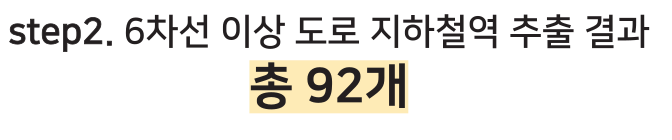 step2. 6차선 이상 도로 지하철역 추출 결과
총 92개